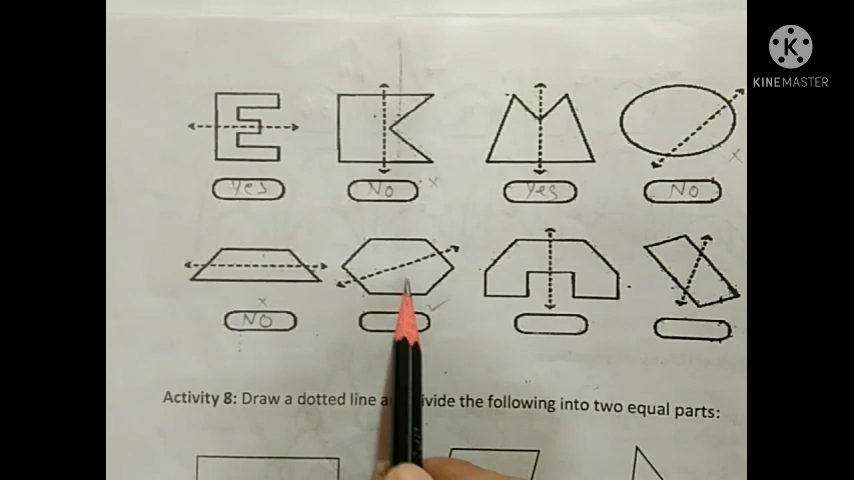 K
KINEMASTER
Yes
No
Yes
No
NO
Activity 8: Draw a dotted line a ivide the following into two equal parts: